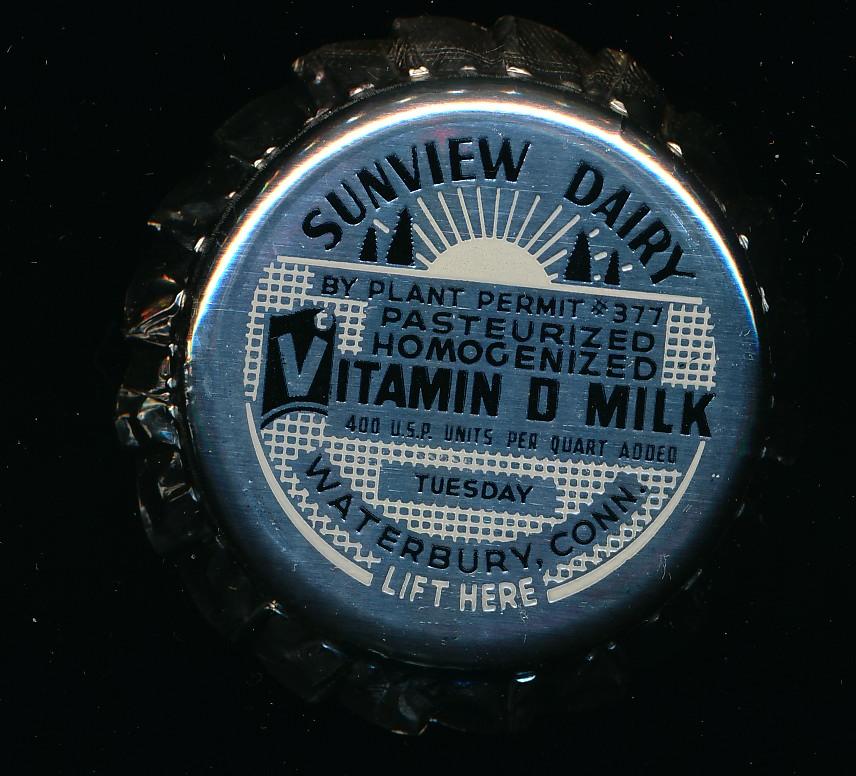 SUNVIEW DAIRY
BY PLANT PERMIT #377
PASTEURIZED
HOMOGENIZED
VITAMIN D MILK
400 U.S.P. UNITS PER QUART ADDED
TUESDAY
WATERBURY, CONN.
LIFT HERE